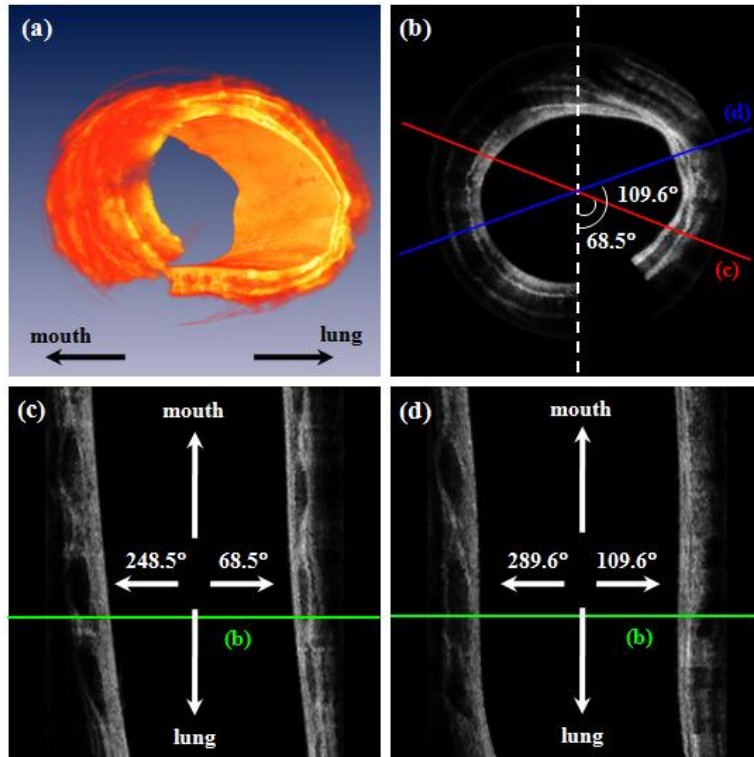 (a)
mouth
lung
(b)
(d)
109.6°
68.5°
(c)
(c)
mouth
248.5°
68.5°
(b)
lung
(d)
mouth
289.6°
109.6°
(b)
lung